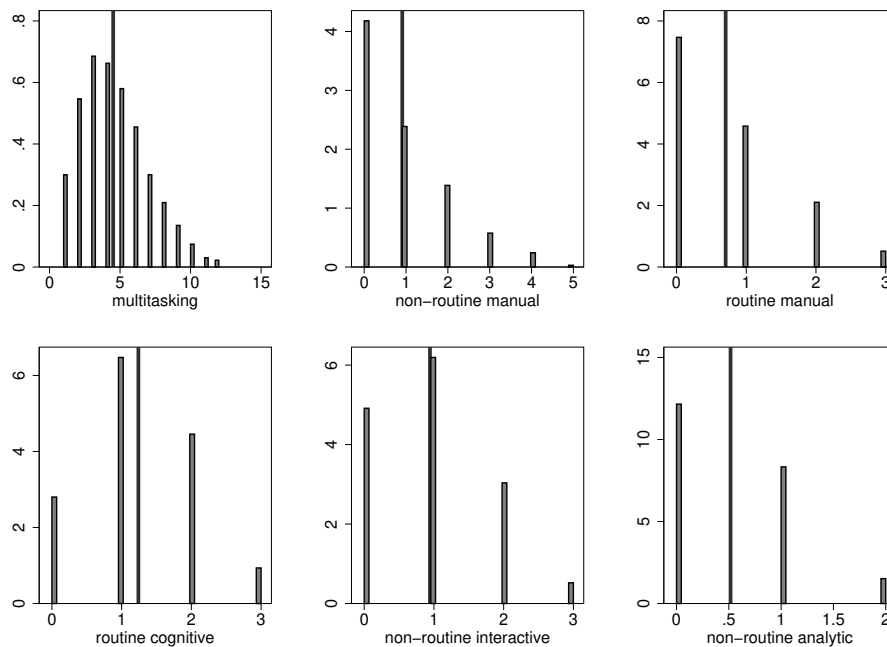 .8
.6
.4
.2
0
0 5 10 15
multitasking
4
3
2
1
0
0 1 2 3 4 5
non−routine manual
8
6
4
2
0
0 1 2 3
routine manual
6
4
2
0
0 1 2 3
routine cognitive
6
4
2
0
0 1 2 3
non−routine interactive
15
10
5
0
0 .5 1 1.5 2
non−routine analytic